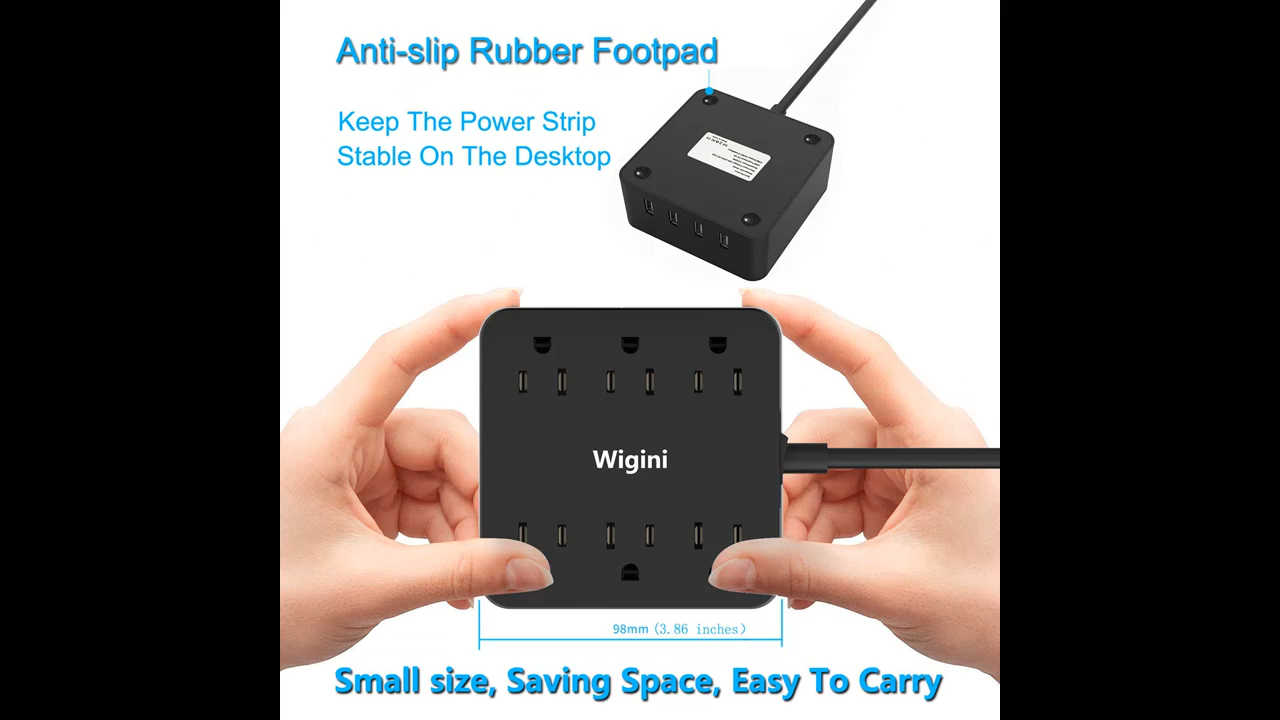 Anti-slip Rubber Footpad
Keep The Power Strip
Stable On The Desktop
Wigini
98mm (3.86 inches)
Small size, Saving Space, Easy To Carry